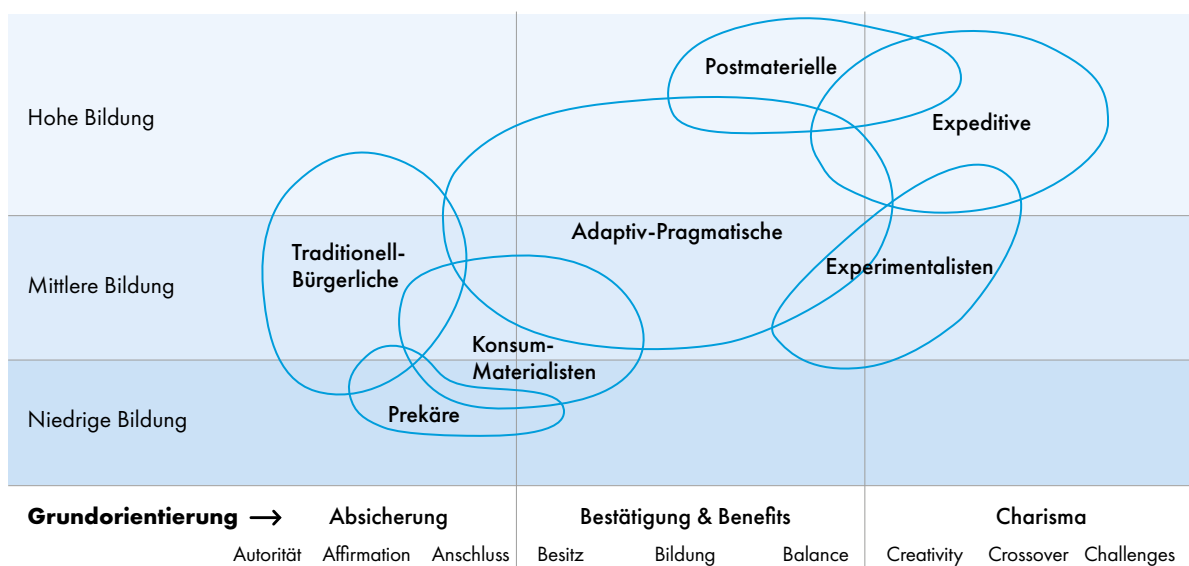 Postmaterielle
Hohe Bildung
Expeditive
Adaptiv-Pragmatische
Traditionell-
Bürgerliche
Experimentalisten
Mittlere Bildung
Konsum-
Materialisten
Prekäre
Niedrige Bildung
Grundorientierung → Absicherung Bestätigung & Benefits Charisma
Autorität Affirmation Anschluss Besitz Bildung Balance Creativity Crossover Challenges